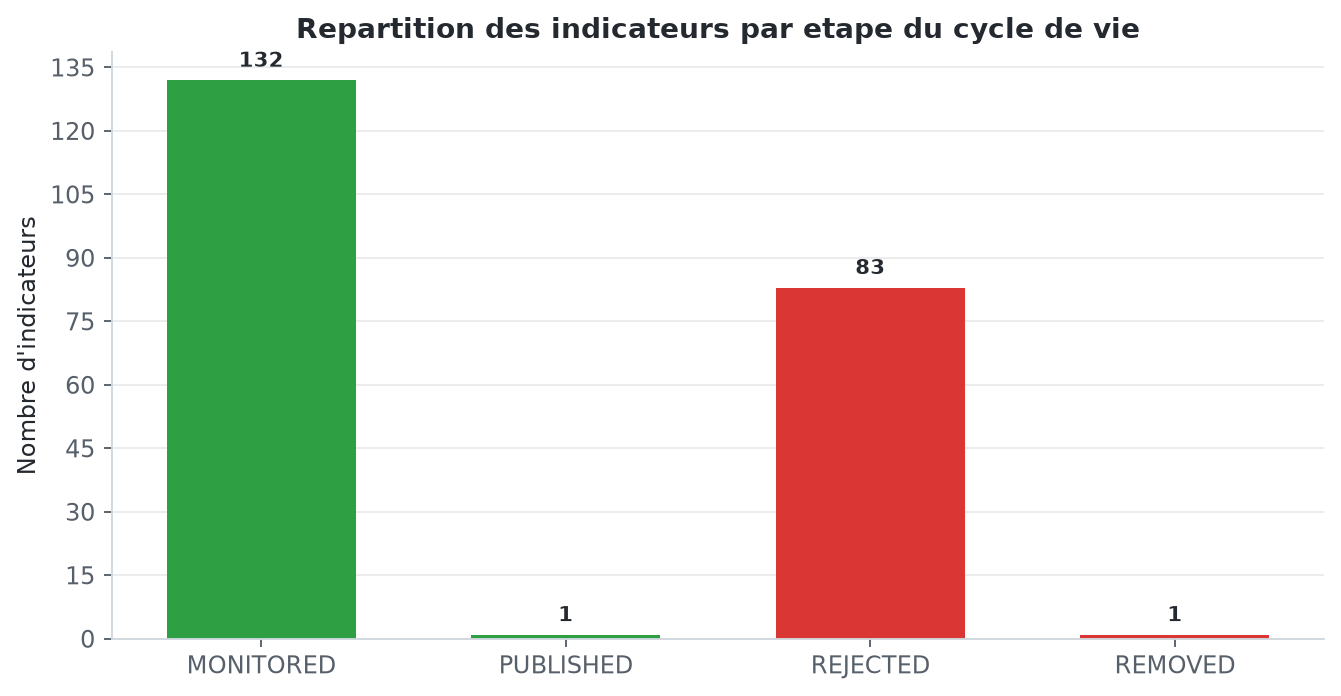 Repartition des indicateurs par etape du cycle de vie
Nombre d'indicateurs
135
120
105
90
75
60
45
30
15
0
132
1
83
1
MONITORED
PUBLISHED
REJECTED
REMOVED